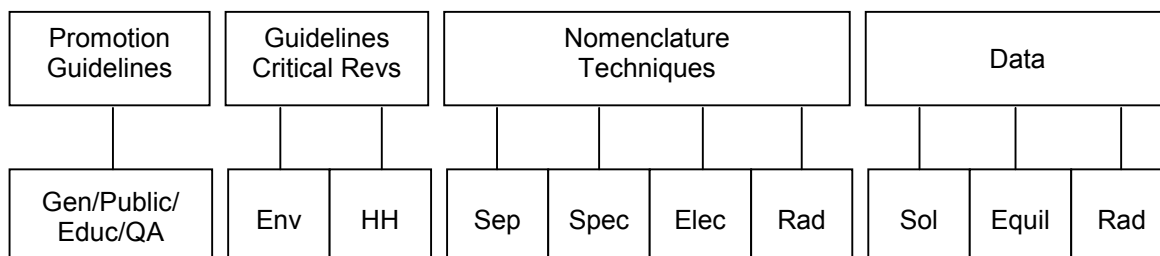 Promotion
Guidelines
Guidelines
Critical Revs
Nomenclature
Techniques
Data
Gen/Public/
Educ/QA
Env
HH
Sep
Spec
Elec
Rad
Sol
Equil
Rad